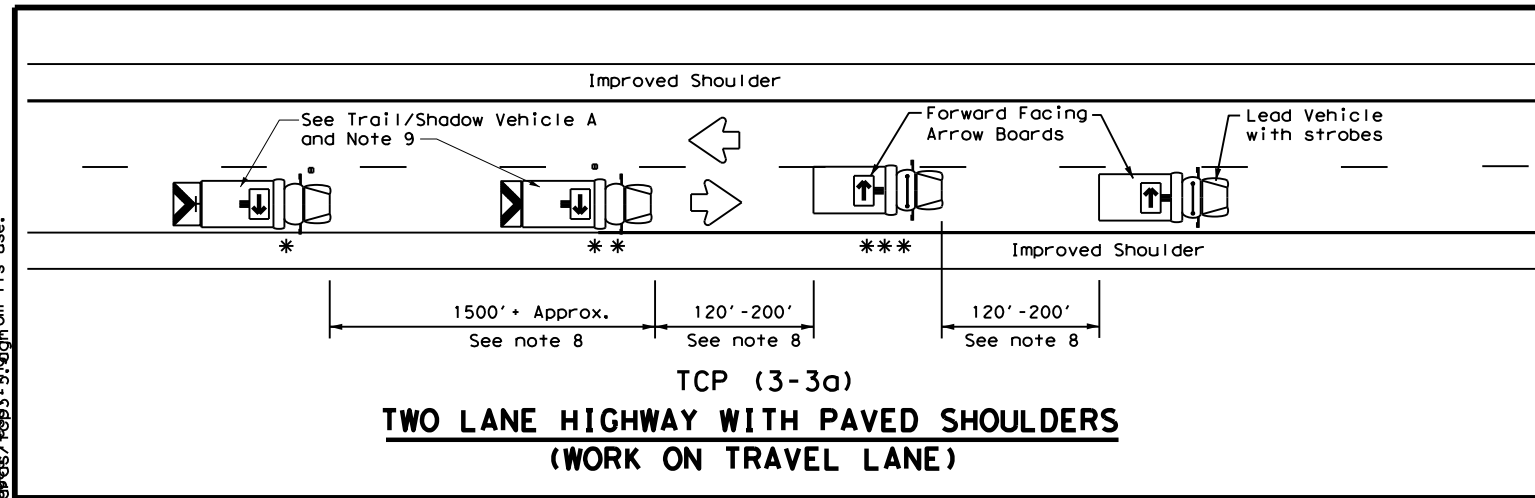 Improved Shoulder
See Trail/Shadow Vehicle A
and Note 9
Forward Facing
Arrow Boards
Lead Vehicle
with strobes
*
**
***
Improved Shoulder
1500'+ Approx.
See note 8
120'-200'
See note 8
120'-200'
See note 8
TCP (3-3a)
TWO LANE HIGHWAY WITH PAVED SHOULDERS
(WORK ON TRAVEL LANE)
its use.